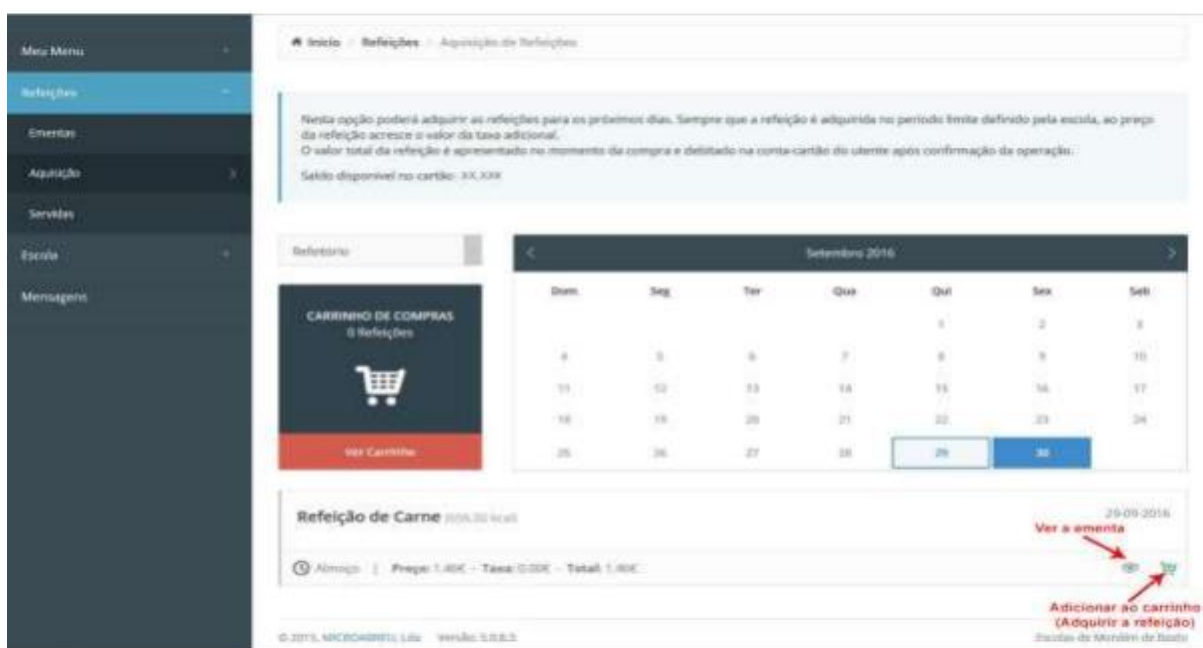 Meu Menu
Refeições
Ementas
Aquisição
Servidas
Escola
Mensagens
Início Refeições Aquisição de Refeições
Nesta opção poderá adquirir as refeições para os próximos dias. Sempre que a refeição é adquirida no período limite definido pela escola, ao preço
da refeição acresce o valor da taxa adicional.
O valor total da refeição é apresentado no momento da compra e debitado na conta-cartão do utente após confirmação da operação.
Saldo disponível no cartão: XX,XX€
Refeitório
CARRINHO DE COMPRAS
0 Refeições
Ver Carrinho
< Setembro 2016 >
Dom Seg Ter Qua Qui Sex Sáb
1 2 3
4 5 6 7 8 9 10
11 12 13 14 15 16 17
18 19 20 21 22 23 24
25 26 27 28 29 30
Refeição de Carne
29-09-2016
Ver a ementa
Almoço | Preço: 1.46€ - Taxa: 0.00€ - Total: 1.46€
Adicionar ao carrinho
(Adquirir a refeição)
© 2015, MICROABREU, Lda Versão: 5.0.8.3
Escolas de Mondim de Basto